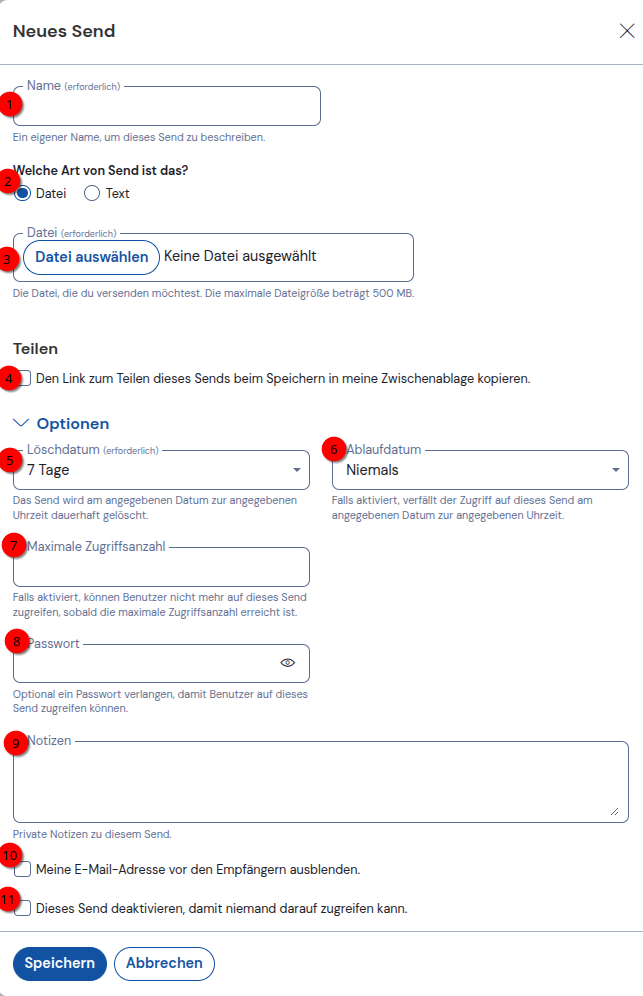 Neues Send
Name (erforderlich)
1
Ein eigener Name, um dieses Send zu beschreiben.
Welche Art von Send ist das?
2
Datei Text
Datei (erforderlich)
3 Datei auswählen Keine Datei ausgewählt
Die Datei, die du versenden möchtest. Die maximale Dateigröße beträgt 500 MB.
Teilen
4 Den Link zum Teilen dieses Sends beim Speichern in meine Zwischenablage kopieren.
Optionen
Löschdatum (erforderlich)
5 7 Tage
Das Send wird am angegebenen Datum zur angegebenen
Uhrzeit dauerhaft gelöscht.
6 Ablaufdatum
Niemals
Falls aktiviert, verfällt der Zugriff auf dieses Send am
angegebenen Datum zur angegebenen Uhrzeit.
7 Maximale Zugriffsanzahl
Falls aktiviert, können Benutzer nicht mehr auf dieses Send
zugreifen, sobald die maximale Zugriffsanzahl erreicht ist.
8 Passwort
Optional ein Passwort verlangen, damit Benutzer auf dieses
Send zugreifen können.
9 Notizen
Private Notizen zu diesem Send.
10 Meine E-Mail-Adresse vor den Empfängern ausblenden.
11 Dieses Send deaktivieren, damit niemand darauf zugreifen kann.
Speichern Abbrechen